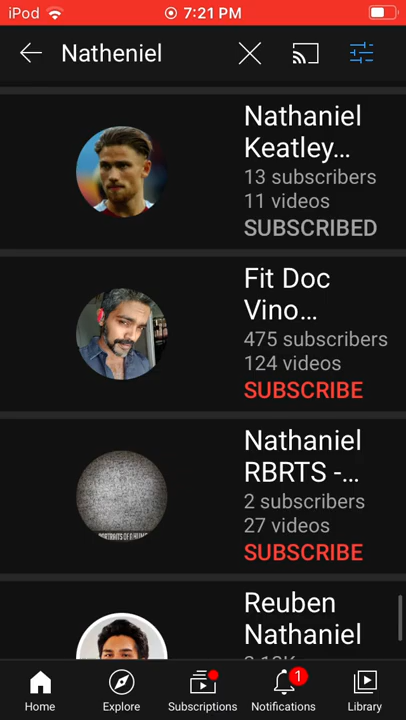 iPod 7:21 PM
Natheniel
Nathaniel
Keatley...
13 subscribers
11 videos
SUBSCRIBED
Fit Doc
Vino...
475 subscribers
124 videos
SUBSCRIBE
Nathaniel
RBRTS -...
2 subscribers
27 videos
SUBSCRIBE
Reuben
Nathaniel
1
Home Explore Subscriptions Notifications Library